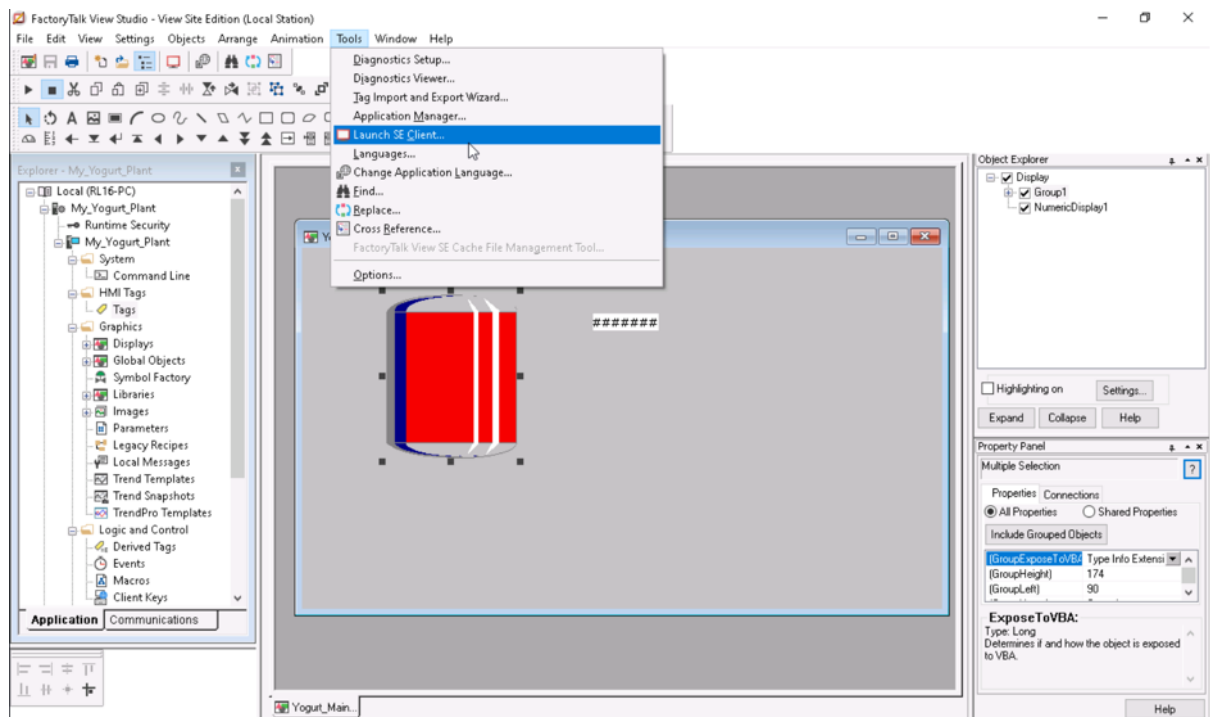 FactoryTalk View Studio - View Site Edition (Local Station)
File Edit View Settings Objects Arrange Animation Tools Window Help
Diagnostics Setup...
Diagnostics Viewer...
Tag Import and Export Wizard...
Application Manager...
Launch SE Client...
Languages...
Change Application Language...
Find...
Replace...
Cross Reference...
FactoryTalk View SE Cache File Management Tool...
Options...
Explorer - My_Yogurt_Plant
Local (RL16-PC)
My_Yogurt_Plant
Runtime Security
My_Yogurt_Plant
System
Command Line
HMI Tags
Tags
Graphics
Displays
Global Objects
Symbol Factory
Libraries
Images
Parameters
Legacy Recipes
Local Messages
Trend Templates
Trend Snapshots
TrendPro Templates
Logic and Control
Derived Tags
Events
Macros
Client Keys
Application Communications
#######
Yogurt_Main...
Object Explorer
Display
Group1
NumericDisplay1
Highlighting on Settings...
Expand Collapse Help
Property Panel
Multiple Selection
?
Properties Connections
All Properties Shared Properties
Include Grouped Objects
(GroupExposeToVBA Type Info Extensi
(GroupHeight) 174
(GroupLeft) 90
ExposeToVBA:
Type: Long
Determines if and how the object is exposed
to VBA.
Help